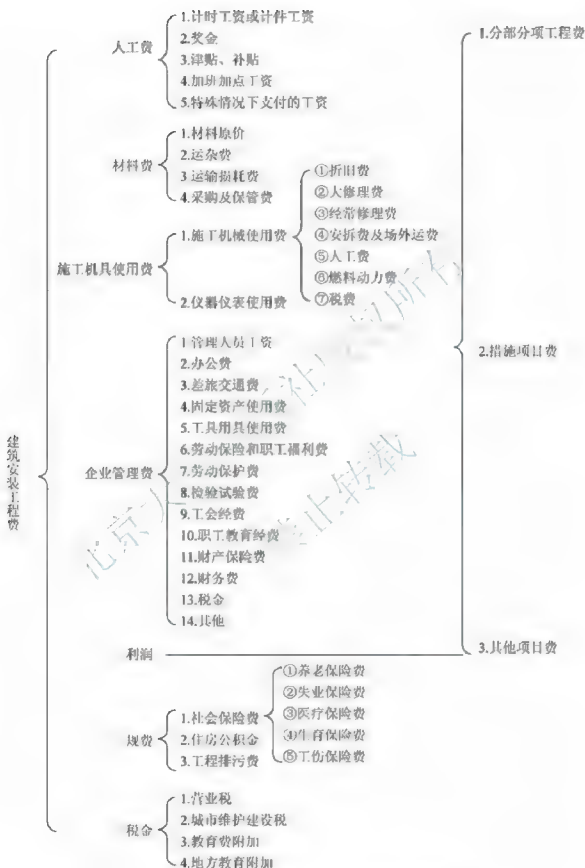 建筑安装工程费
人工费
1.计时工资或计件工资
2.奖金
3.津贴、补贴
4.加班加点工资
5.特殊情况下支付的工资
材料费
1.材料原价
2.运杂费
3 运输损耗费
4.采购及保管费
施工机具使用费
1.施工机械使用费
①折旧费
②大修理费
③经常修理费
④安拆费及场外运费
⑤人工费
⑥燃料动力费
⑦税费
2.仪器仪表使用费
企业管理费
1 管理人员工资
2.办公费
3.差旅交通费
4.固定资产使用费
5.工具用具使用费
6.劳动保险和职工福利费
7.劳动保护费
8.检验试验费
9.工会经费
10.职工教育经费
11.财产保险费
12.财务费
13.税金
14.其他
利润
规费
1.社会保险费
①养老保险费
②失业保险费
③医疗保险费
④生育保险费
⑤工伤保险费
2.住房公积金
3.工程排污费
税金
1.营业税
2.城市维护建设税
3.教育费附加
4.地方教育附加
1.分部分项工程费
2.措施项目费
3.其他项目费